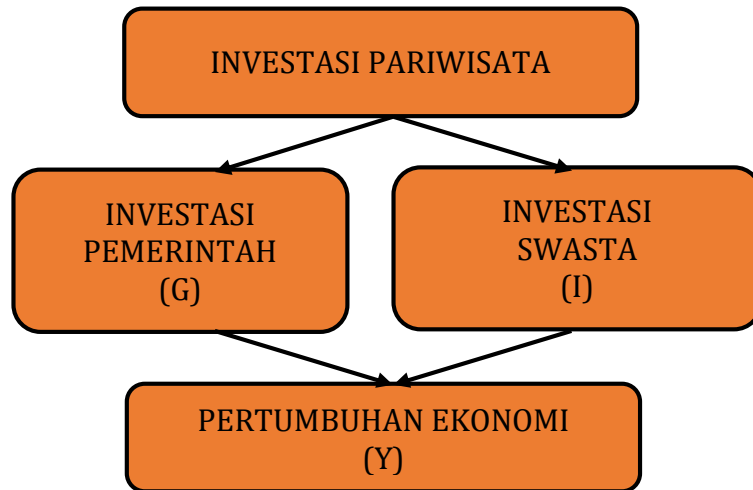 INVESTASI PARIWISATA
INVESTASI
PEMERINTAH
(G)
INVESTASI
SWASTA
(I)
PERTUMBUHAN EKONOMI
(Y)